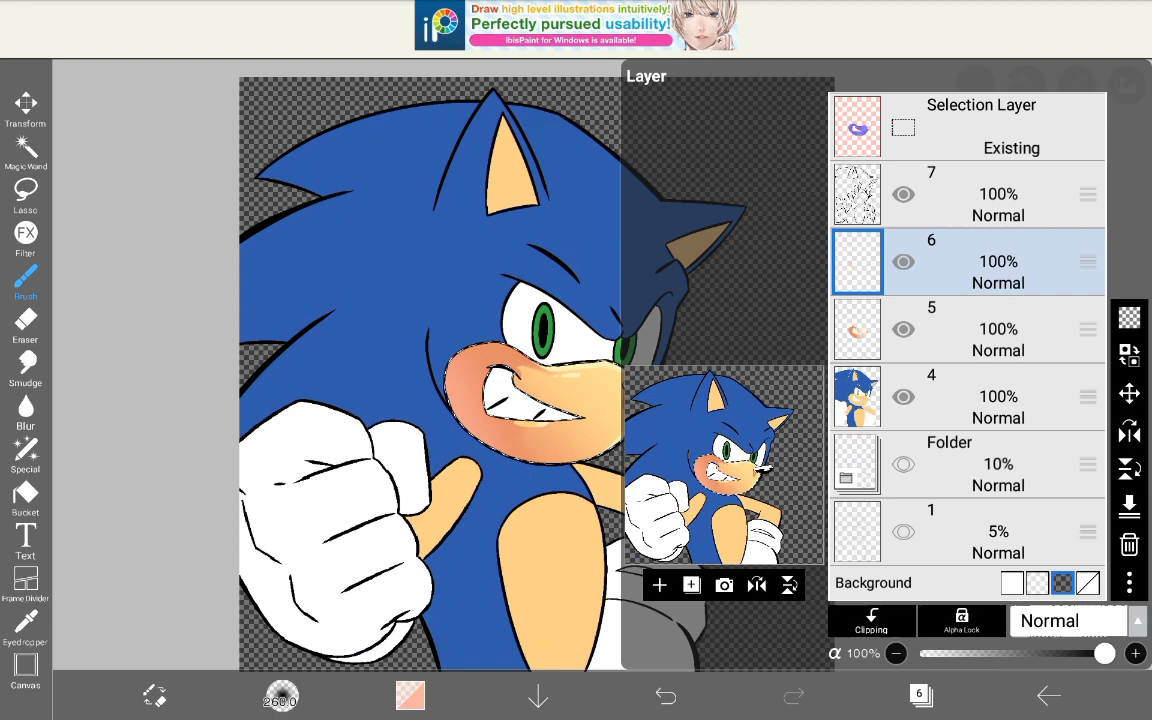 Draw high level illustrations intuitively!
Perfectly pursued usability!
ibisPaint for Windows is available!
iP
Layer
Transform
Magic Wand
Lasso
FX
Filter
Brush
Eraser
Smudge
Blur
Special
Bucket
T
Text
Frame Divider
Eyedropper
Canvas
Selection Layer
Existing
7
100%
Normal
6
100%
Normal
5
100%
Normal
4
100%
Normal
Folder
10%
Normal
1
5%
Normal
Background
Clipping
Alpha Lock
Normal
α 100%
260.0
6